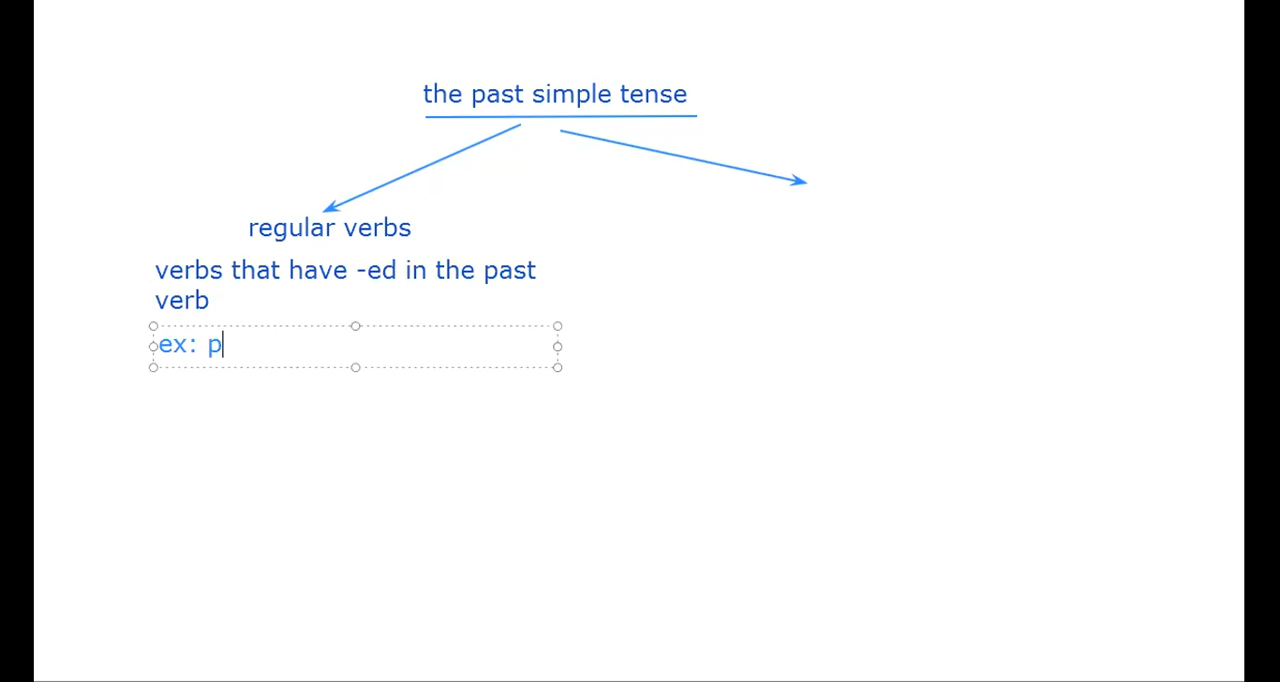 the past simple tense
regular verbs
verbs that have -ed in the past
verb
ex: p